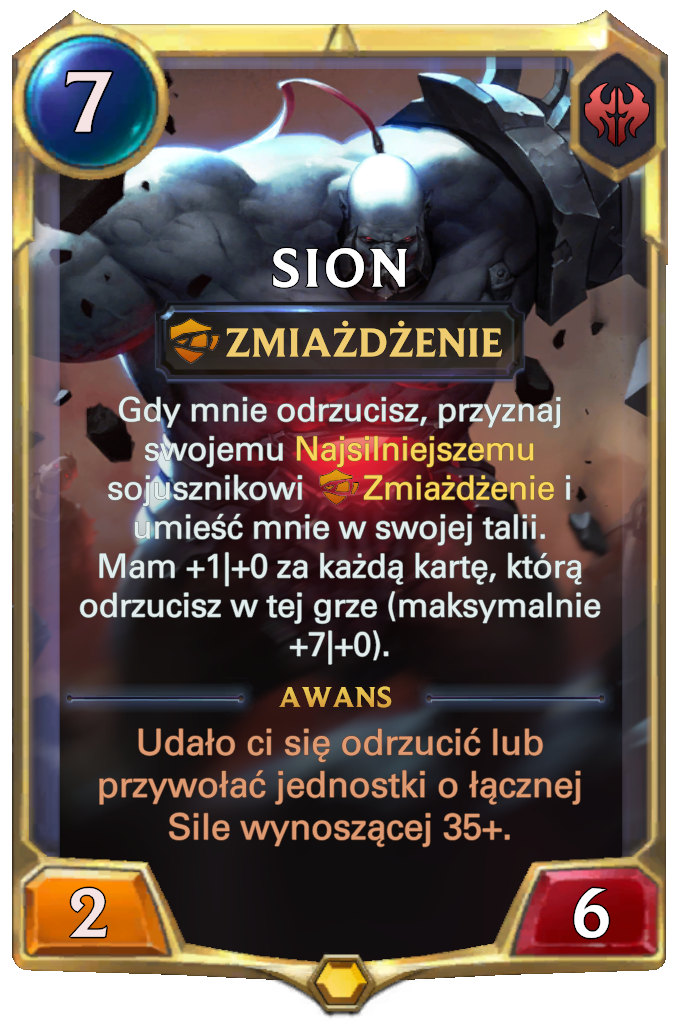 7
SION
ZMIAŻDŻENIE
Gdy mnie odrzucisz, przyznaj
swojemu Najsilniejszemu
sojusznikowi Zmiażdżenie i
umieść mnie w swojej talii.
Mam +1|+0 za każdą kartę, którą
odrzucisz w tej grze (maksymalnie
+7|+0).
AWANS
Udało ci się odrzucić lub
przywołać jednostki o łącznej
Sile wynoszącej 35+.
2
6